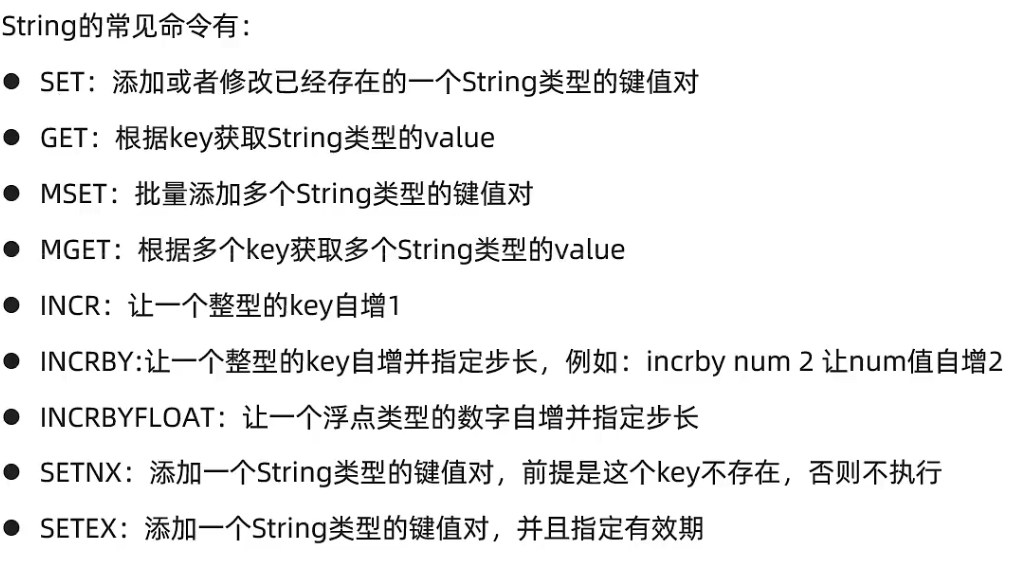 String的常见命令有：
● SET：添加或者修改已经存在的一个String类型的键值对
● GET：根据key获取String类型的value
● MSET：批量添加多个String类型的键值对
● MGET：根据多个key获取多个String类型的value
● INCR：让一个整型的key自增1
● INCRBY:让一个整型的key自增并指定步长，例如：incrby num 2 让num值自增2
● INCRBYFLOAT：让一个浮点类型的数字自增并指定步长
● SETNX：添加一个String类型的键值对，前提是这个key不存在，否则不执行
● SETEX：添加一个String类型的键值对，并且指定有效期